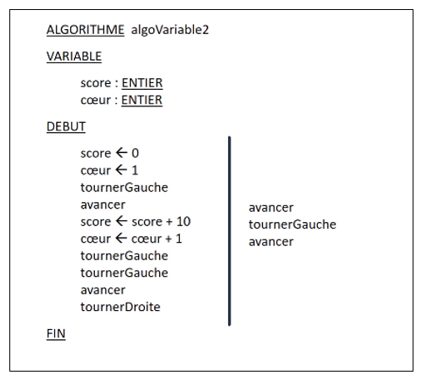 ALGORITHME algoVariable2
VARIABLE
score : ENTIER
cœur : ENTIER
DEBUT
score ← 0
cœur ← 1
tournerGauche
avancer
score ← score + 10
cœur ← cœur + 1
tournerGauche
tournerGauche
avancer
tournerDroite
avancer
tournerGauche
avancer
FIN